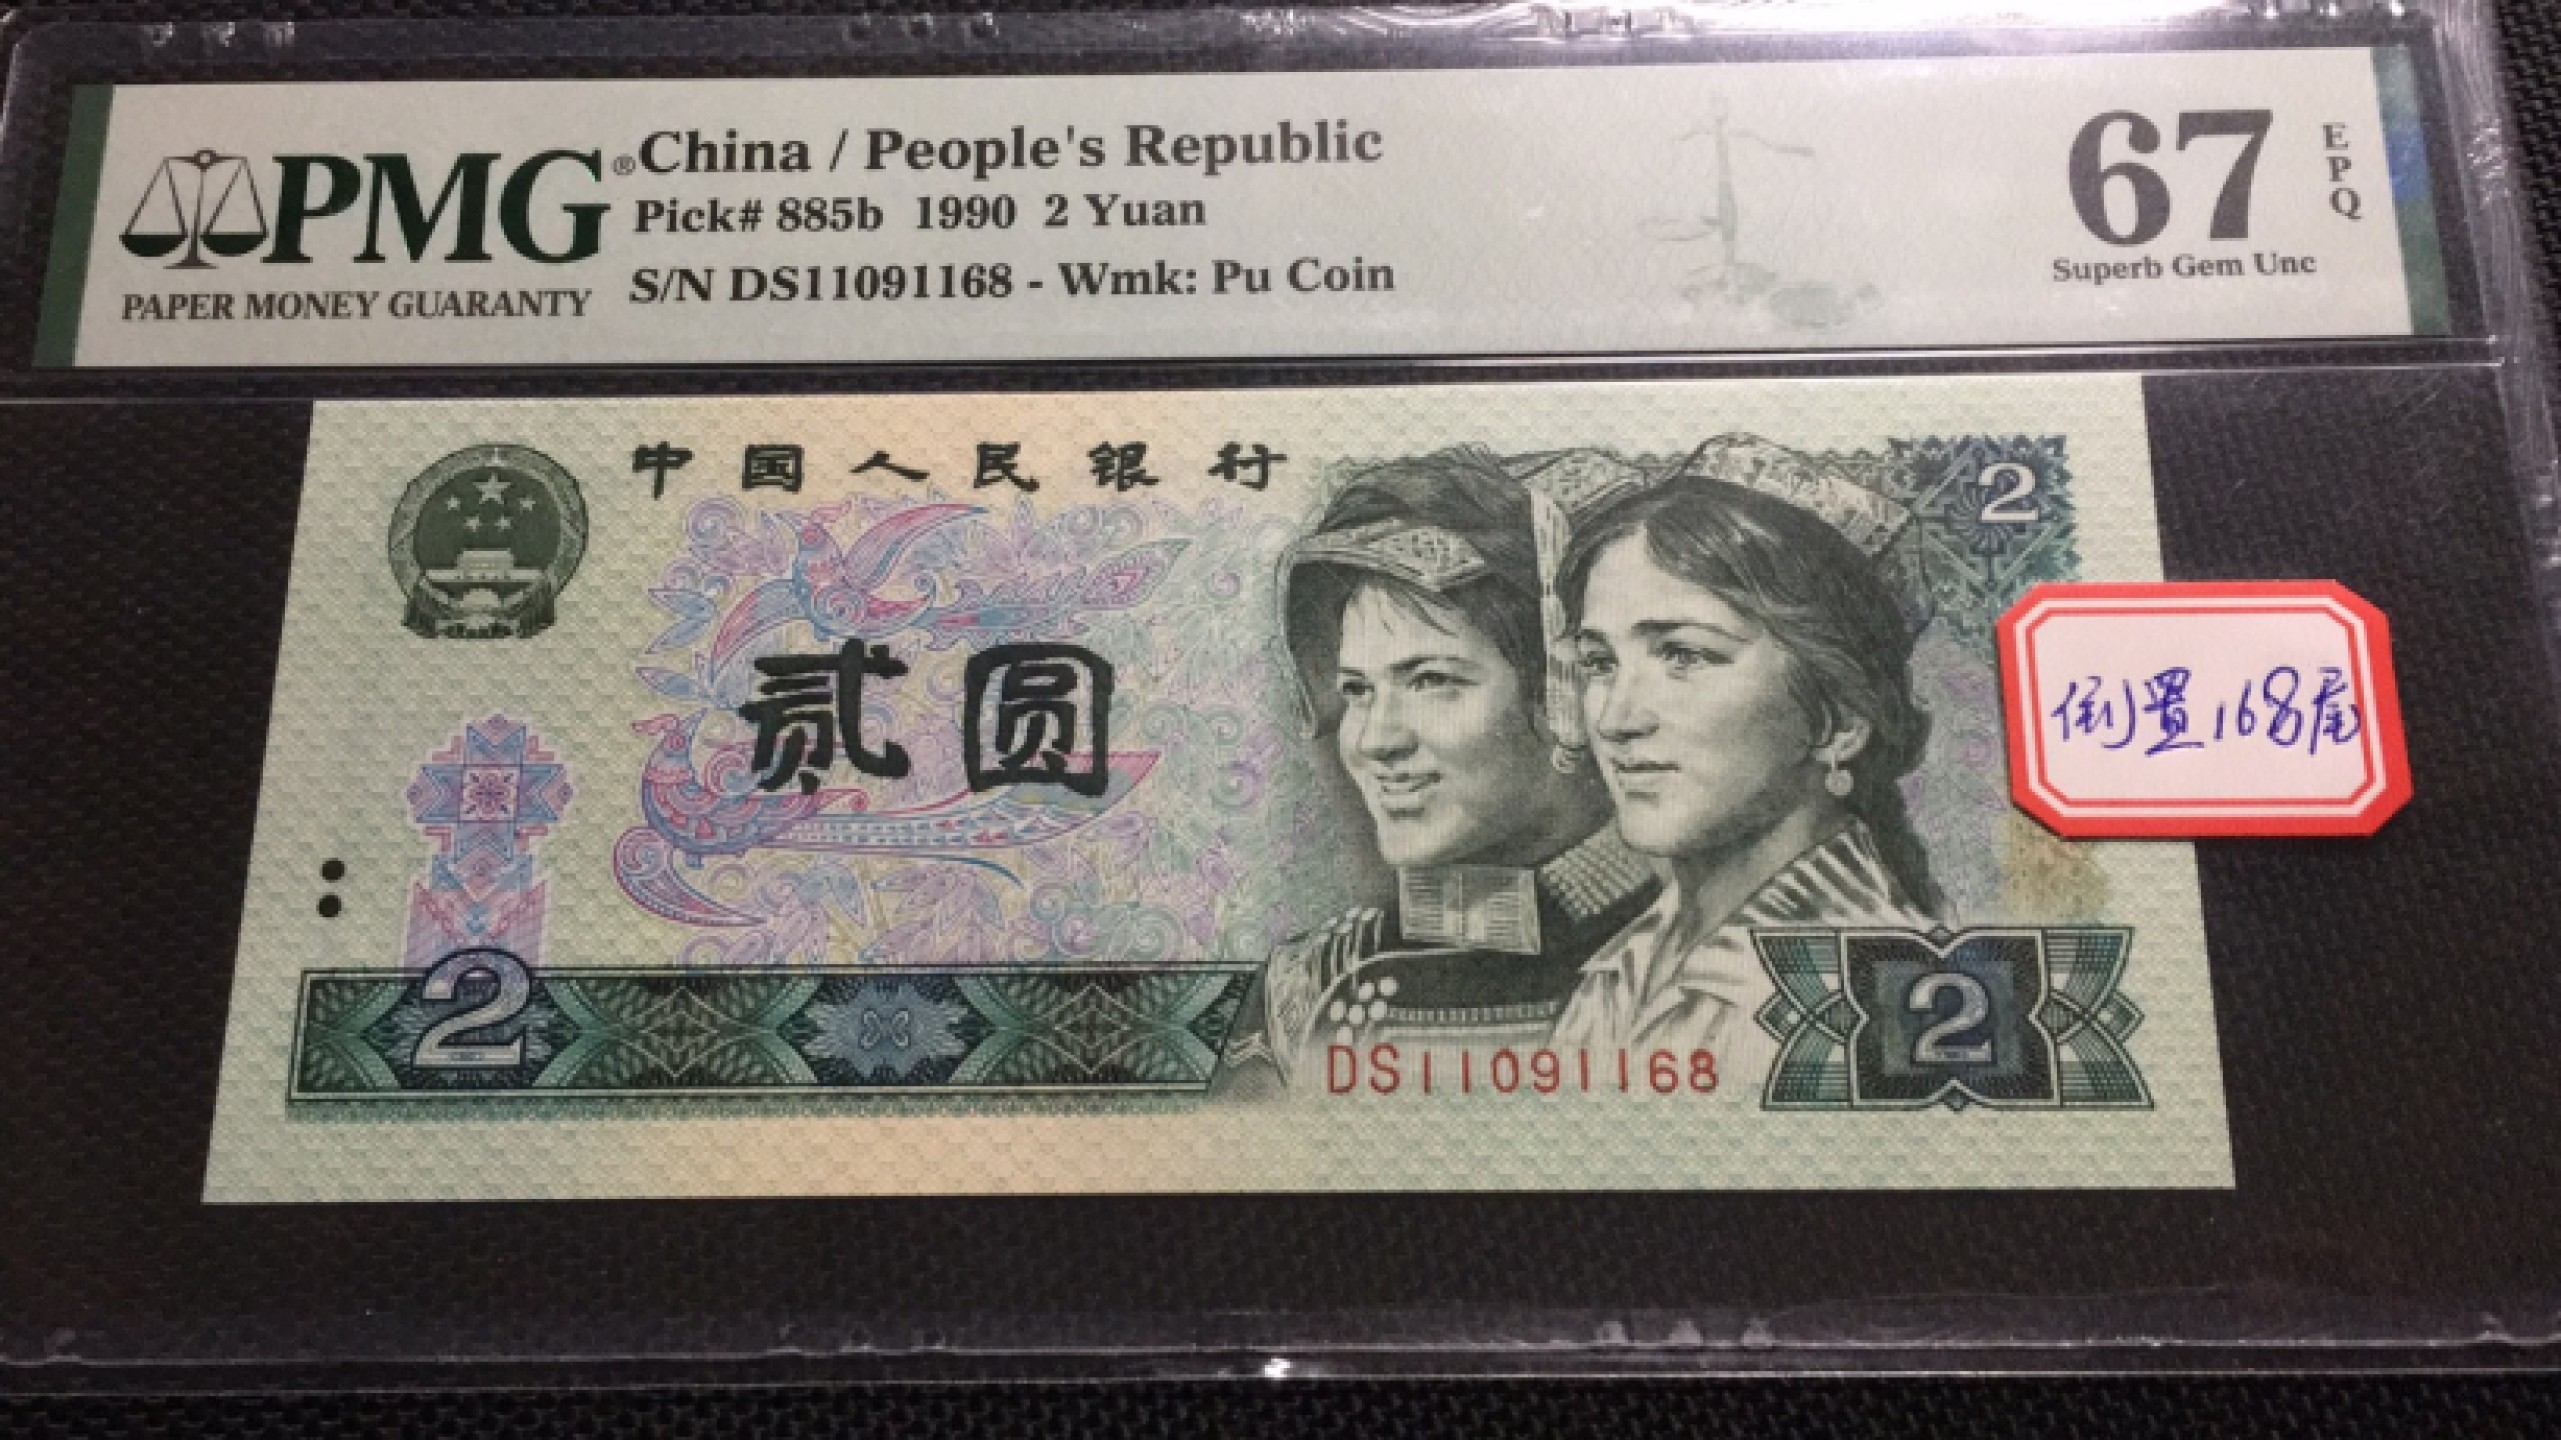 PMG®
PAPER MONEY GUARANTY
China / People's Republic
Pick# 885b 1990 2 Yuan
S/N DS11091168 - Wmk: Pu Coin
67
EPQ
Superb Gem Unc
中国人民银行
2
贰圆
倒置168尾
2
2
DS11091168